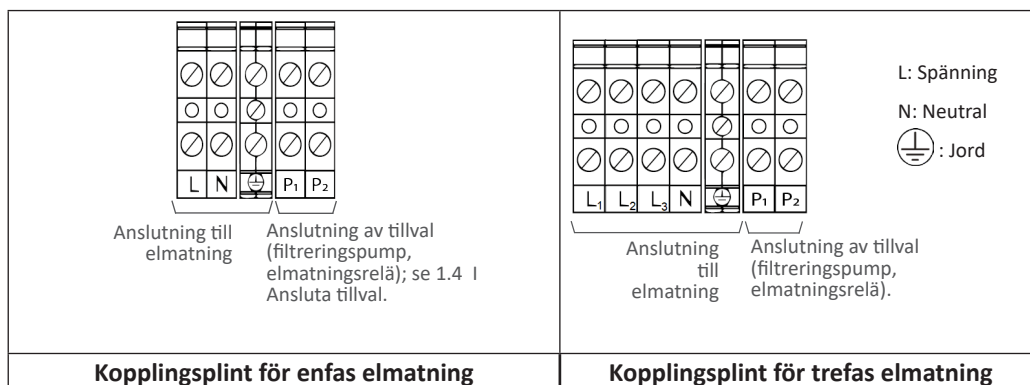 L N P₁ P₂
Anslutning till
elmatning
Anslutning av tillval
(filtreringspump,
elmatningsrelä); se 1.4 I
Ansluta tillval.
Kopplingsplint för enfas elmatning
L₁ L₂ L₃ N P₁ P₂
Anslutning
till
elmatning
Anslutning av tillval
(filtreringspump,
elmatningsrelä).
L: Spänning
N: Neutral
: Jord
Kopplingsplint för trefas elmatning